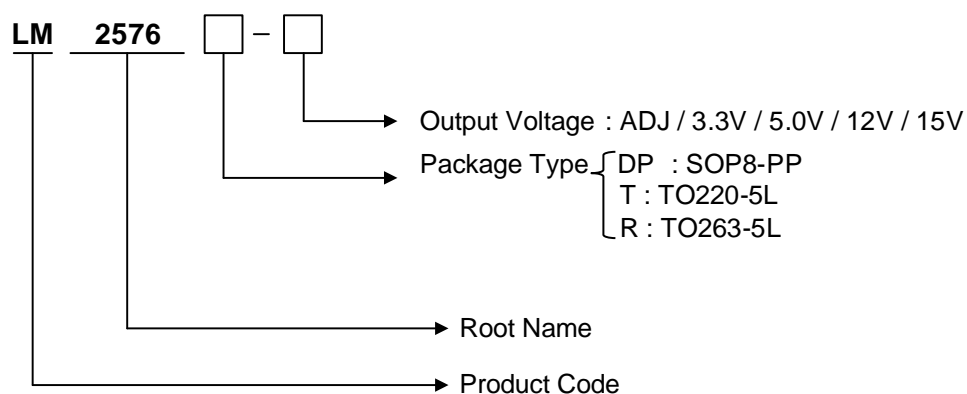 LM 2576 –
Output Voltage : ADJ / 3.3V / 5.0V / 12V / 15V
Package Type DP : SOP8-PP
T : TO220-5L
R : TO263-5L
Root Name
Product Code